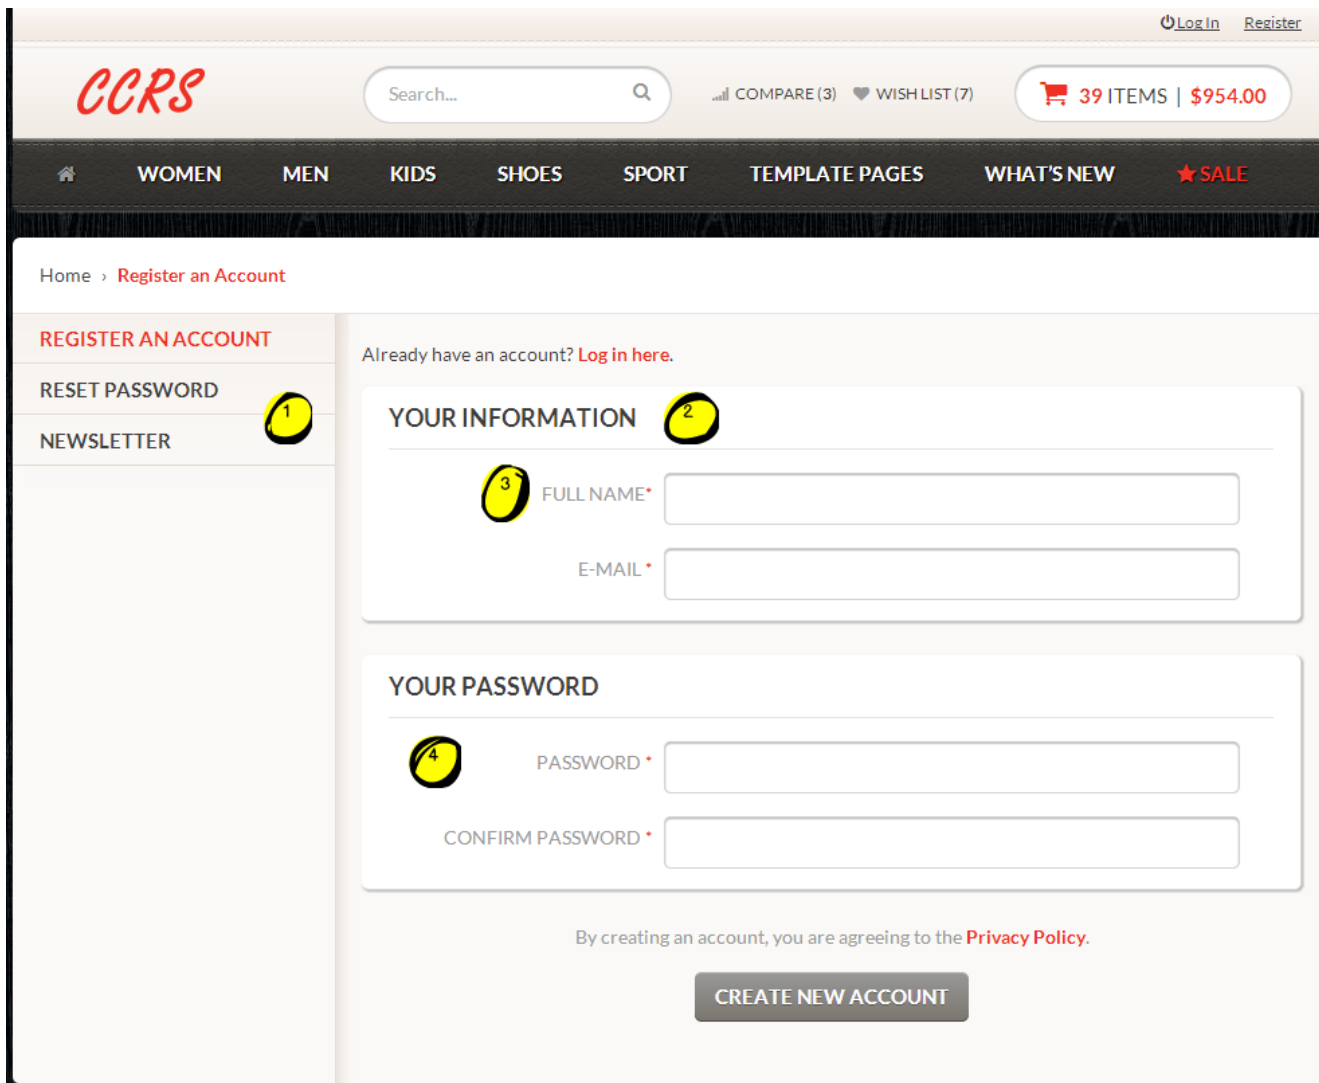 Log In Register
CCRS
Search...
COMPARE (3) WISH LIST (7)
39 ITEMS | $954.00
WOMEN MEN KIDS SHOES SPORT TEMPLATE PAGES WHAT'S NEW SALE
Home › Register an Account
REGISTER AN ACCOUNT
RESET PASSWORD
1
NEWSLETTER
Already have an account? Log in here.
YOUR INFORMATION 2
3 FULL NAME*
E-MAIL *
YOUR PASSWORD
4 PASSWORD *
CONFIRM PASSWORD *
By creating an account, you are agreeing to the Privacy Policy.
CREATE NEW ACCOUNT